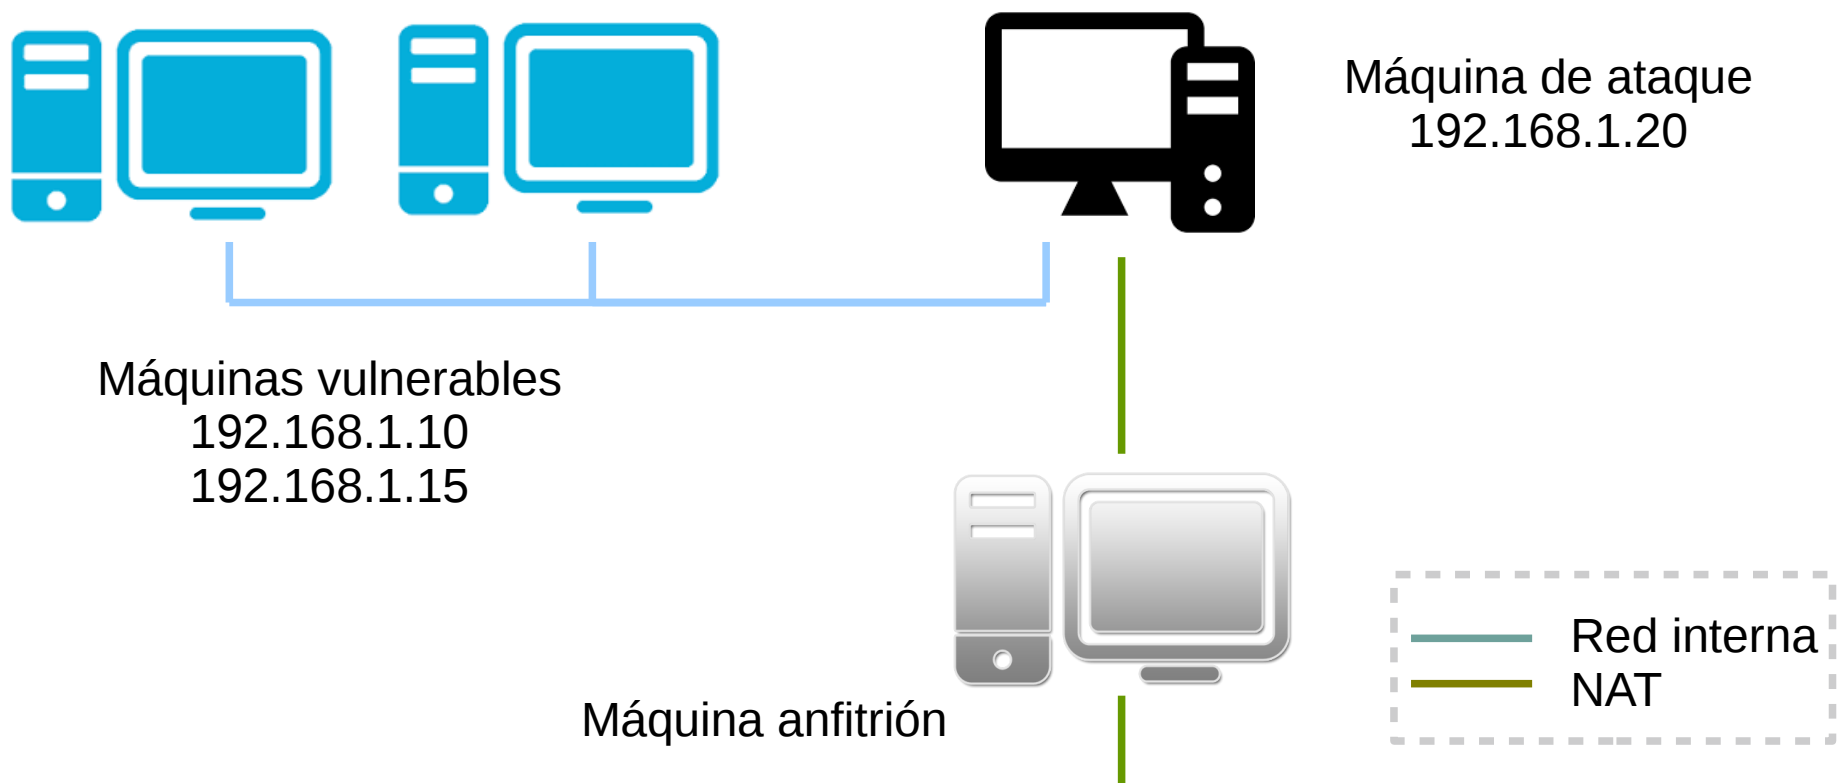 Máquina de ataque
192.168.1.20
Máquinas vulnerables
192.168.1.10
192.168.1.15
Máquina anfitrión
Red interna
NAT